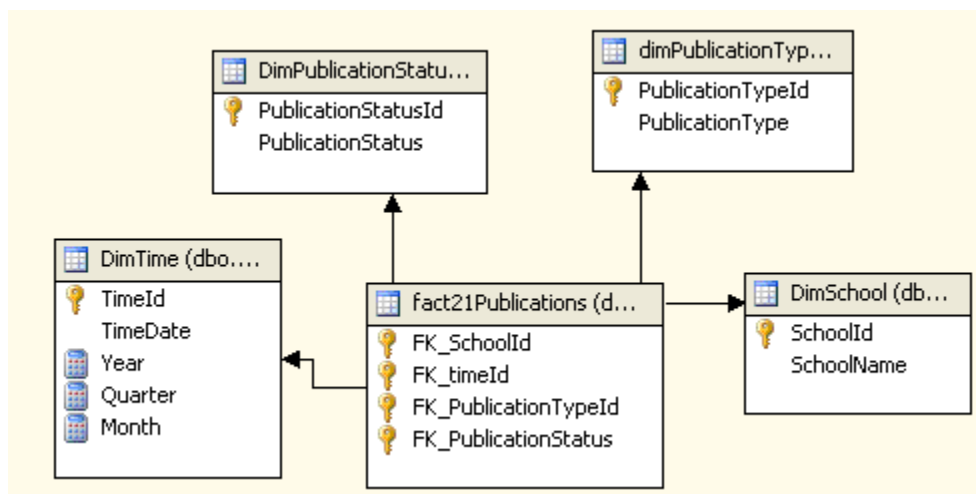 DimPublicationStatu...
PublicationStatusId
PublicationStatus
dimPublicationTyp...
PublicationTypeId
PublicationType
DimTime (dbo....
TimeId
TimeDate
Year
Quarter
Month
fact21Publications (d...
FK_SchoolId
FK_timeId
FK_PublicationTypeId
FK_PublicationStatus
DimSchool (db...
SchoolId
SchoolName